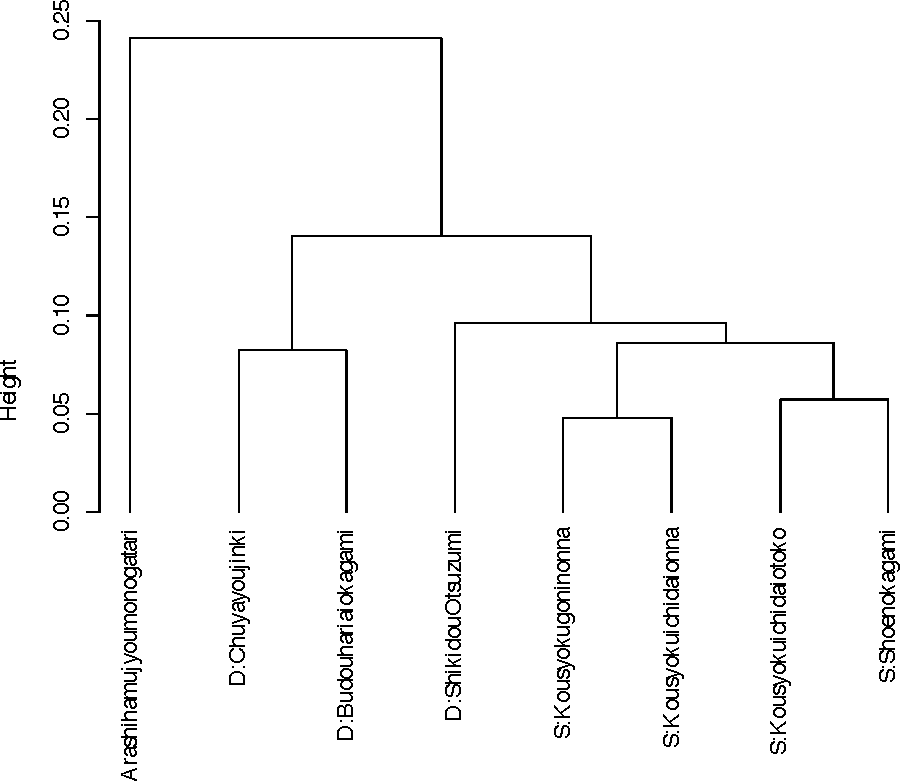 Height
0.25
0.20
0.15
0.10
0.05
0.00
Arashihamujyoumonogatari
D:Chuyayoujinki
D:Budouhariaiokagami
D:ShikidouOtsuzumi
S:Kousyokugoninonna
S:Kousyokuichidaionna
S:Kousyokuichidaiotoko
S:Shoenokagami